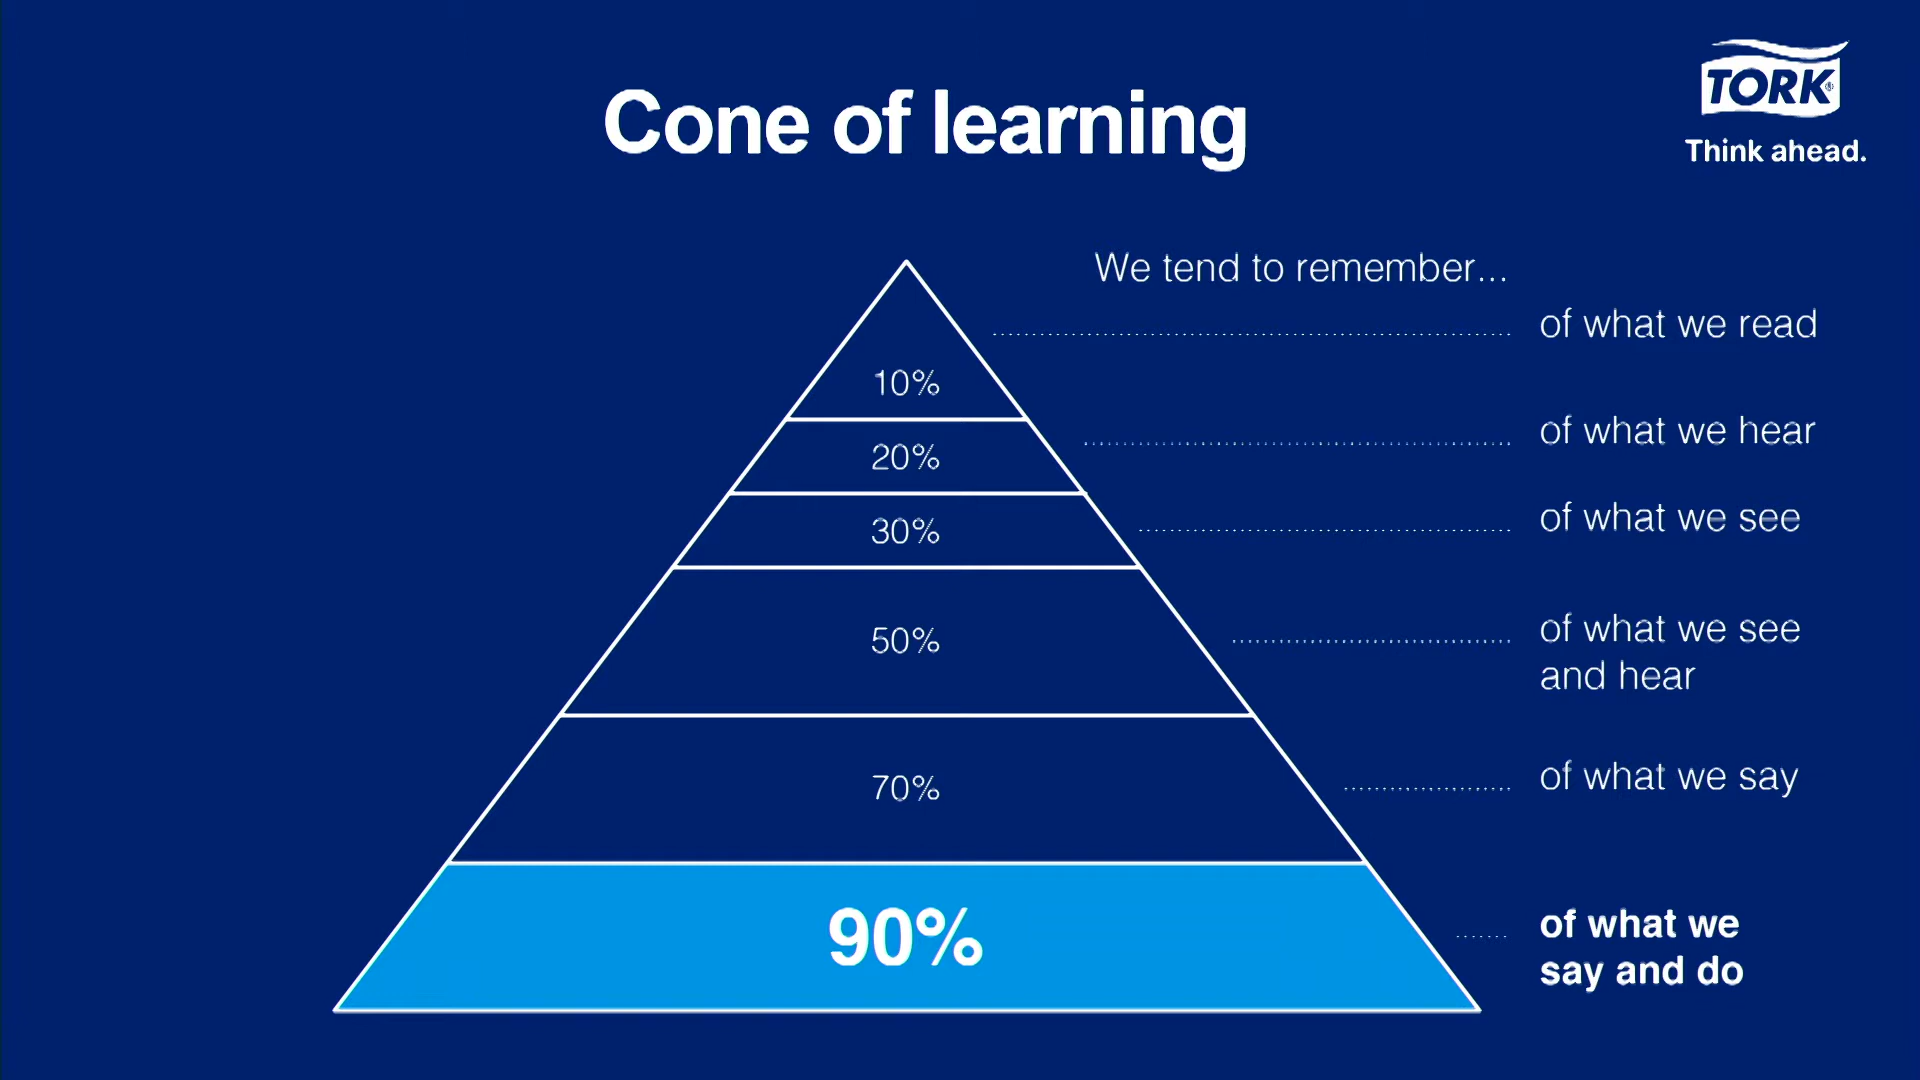 Cone of learning
TORK®
Think ahead.
We tend to remember...
10%
of what we read
20%
of what we hear
30%
of what we see
50%
of what we see
and hear
70%
of what we say
90%
of what we
say and do